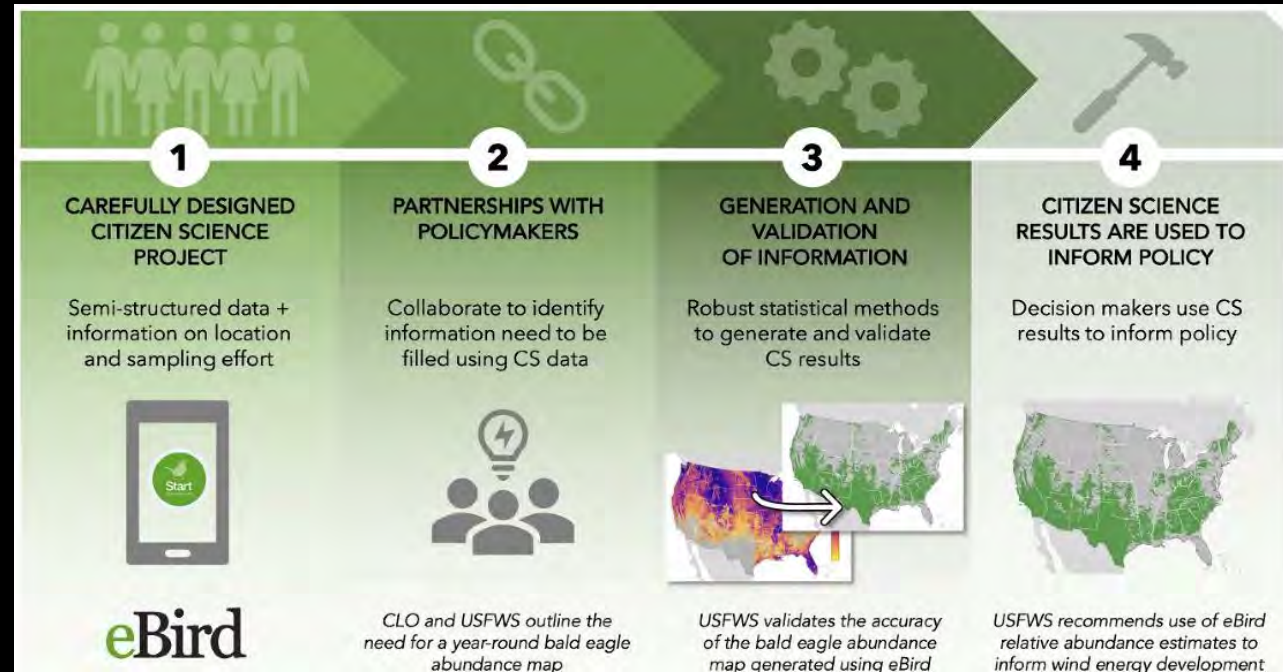 1
CAREFULLY DESIGNED
CITIZEN SCIENCE
PROJECT
Semi-structured data +
information on location
and sampling effort
Start
eBird
2
PARTNERSHIPS WITH
POLICYMAKERS
Collaborate to identify
information need to be
filled using CS data
CLO and USFWS outline the
need for a year-round bald eagle
abundance map
3
GENERATION AND
VALIDATION
OF INFORMATION
Robust statistical methods
to generate and validate
CS results
USFWS validates the accuracy
of the bald eagle abundance
map generated using eBird
4
CITIZEN SCIENCE
RESULTS ARE USED TO
INFORM POLICY
Decision makers use CS
results to inform policy
USFWS recommends use of eBird
relative abundance estimates to
inform wind energy development